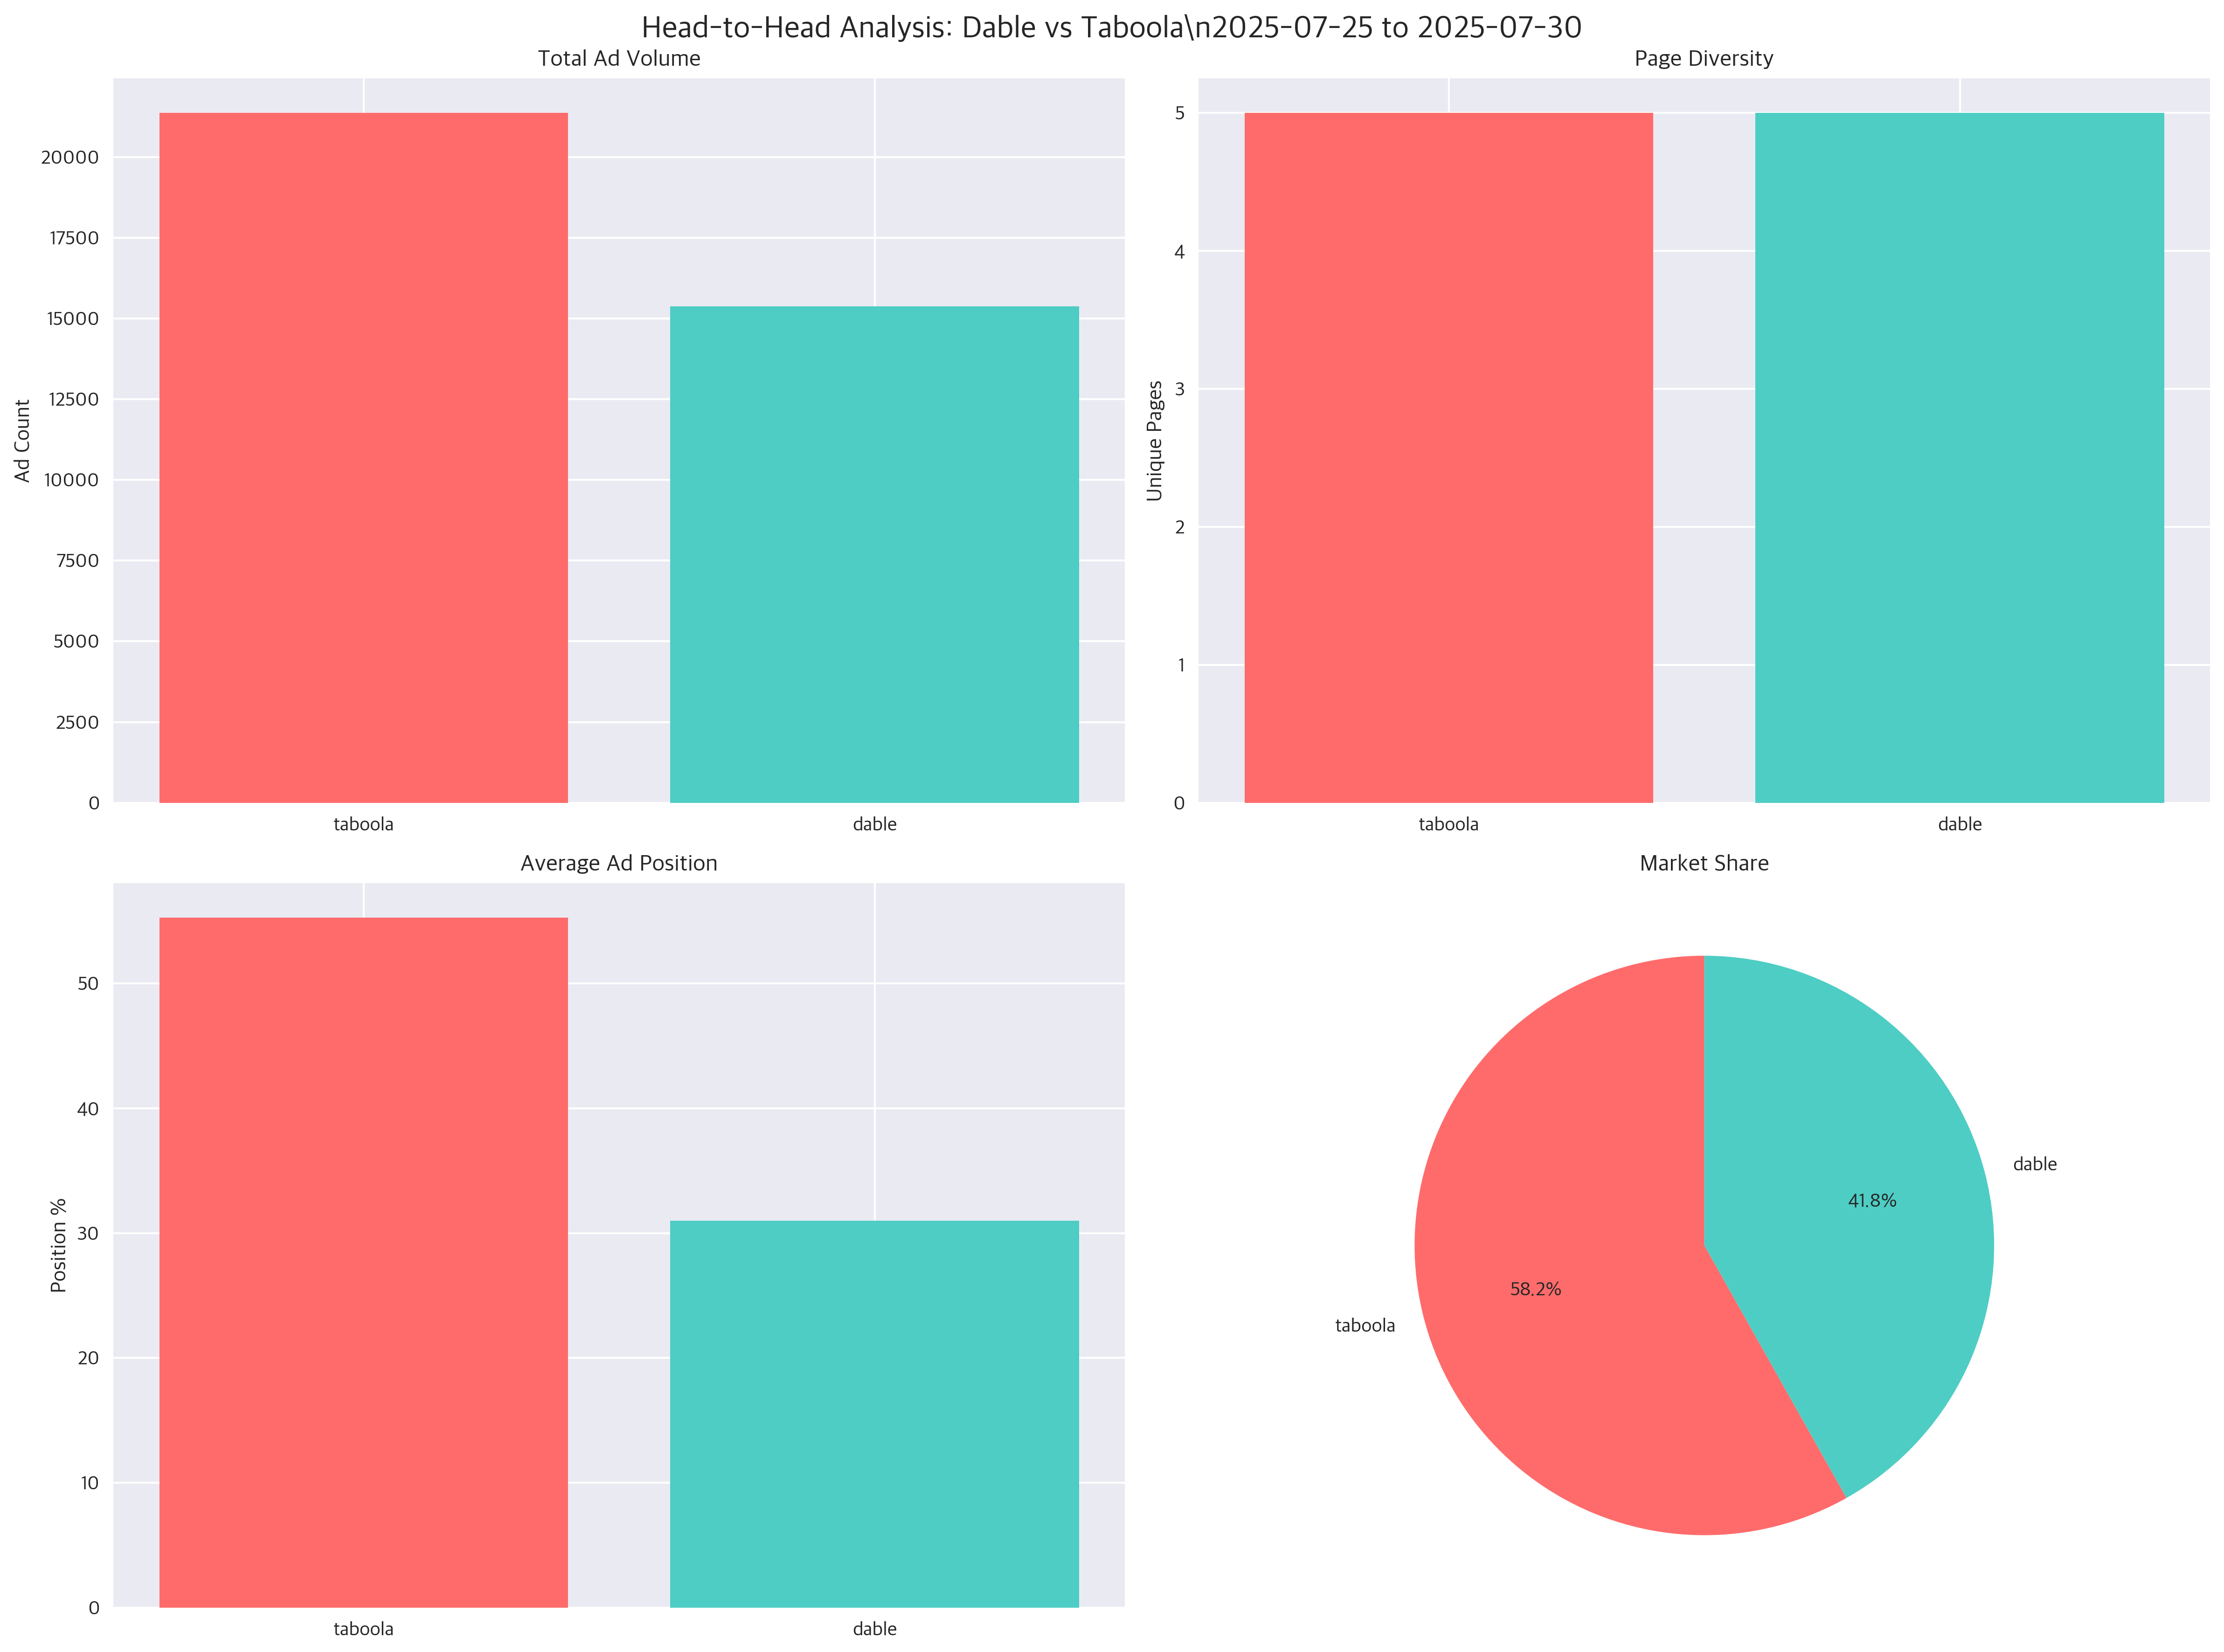 Head-to-Head Analysis: Dable vs Taboola\n2025-07-25 to 2025-07-30
Total Ad Volume
Ad Count
20000
17500
15000
12500
10000
7500
5000
2500
0
taboola
dable
Page Diversity
Unique Pages
5
4
3
2
1
0
taboola
dable
Average Ad Position
Position %
50
40
30
20
10
0
taboola
dable
Market Share
dable
41.8%
58.2%
taboola